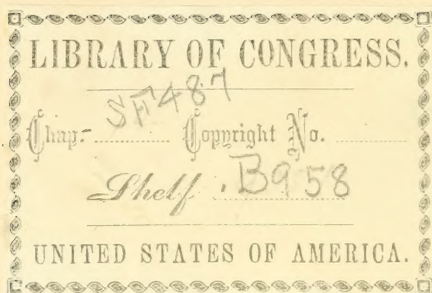 LIBRARY OF CONGRESS.
Chap. SF487 Copyright No.
Shelf .B958
UNITED STATES OF AMERICA.